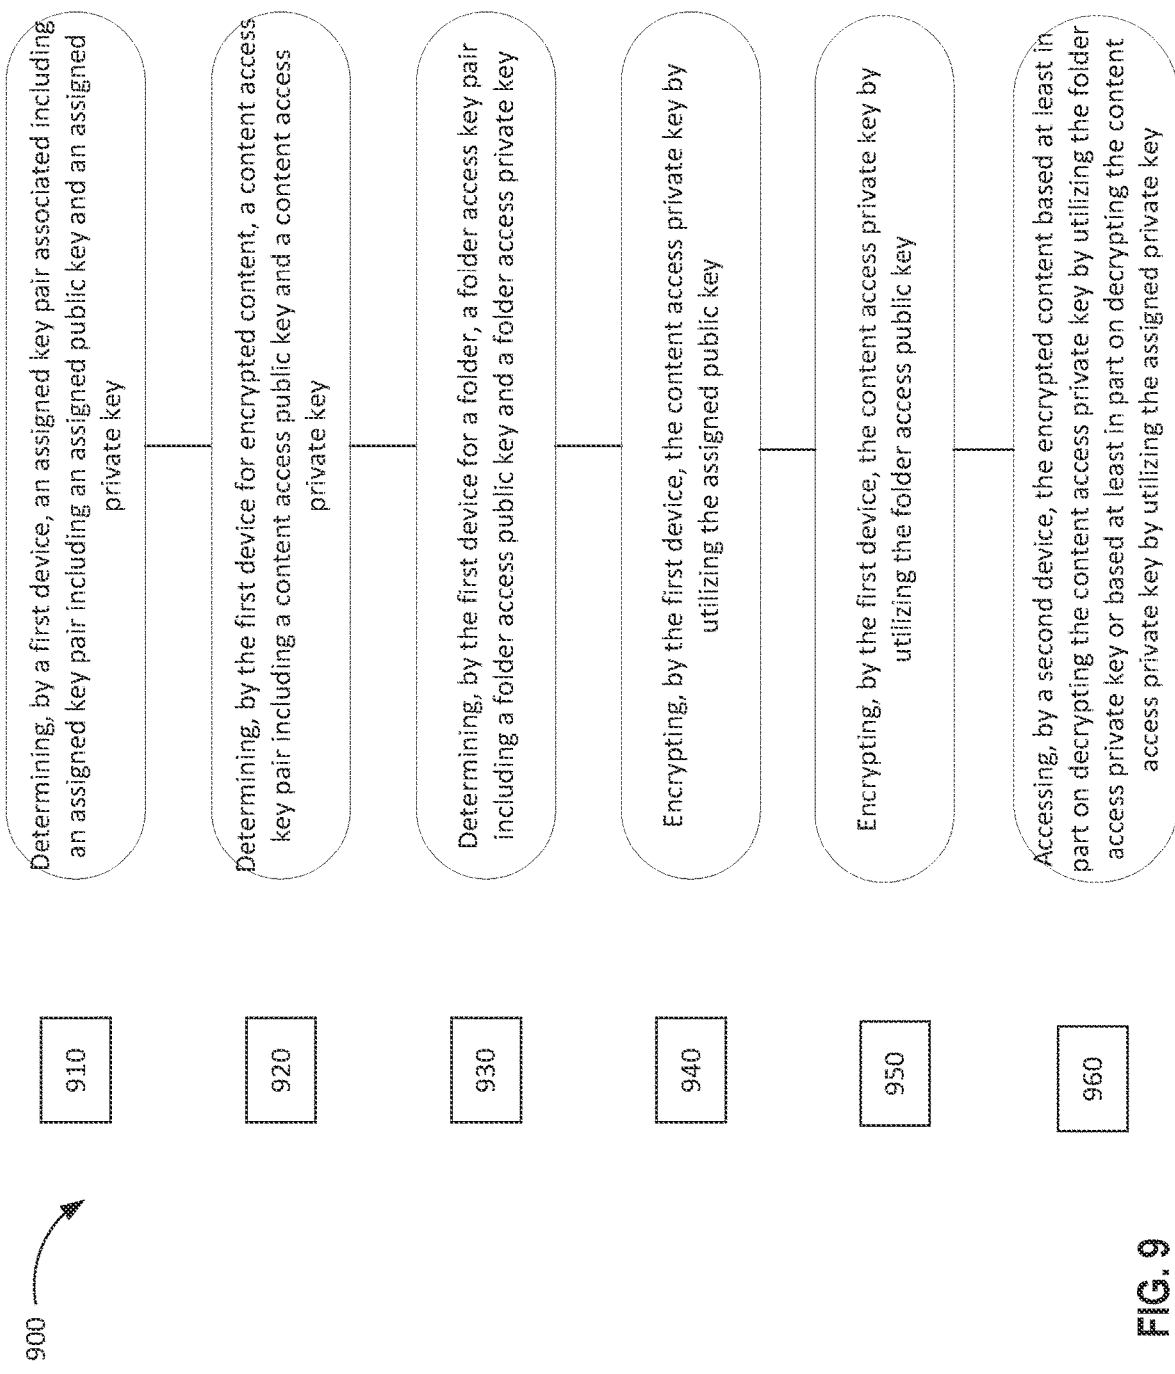 900
910
Determining, by a first device, an assigned key pair associated including
an assigned key pair including an assigned public key and an assigned
private key
920
Determining, by the first device for encrypted content, a content access
key pair including a content access public key and a content access
private key
930
Determining, by the first device for a folder, a folder access key pair
including a folder access public key and a folder access private key
940
Encrypting, by the first device, the content access private key by
utilizing the assigned public key
950
Encrypting, by the first device, the content access private key by
utilizing the folder access public key
960
Accessing, by a second device, the encrypted content based at least in
part on decrypting the content access private key by utilizing the folder
access private key or based at least in part on decrypting the content
access private key by utilizing the assigned private key
FIG. 9